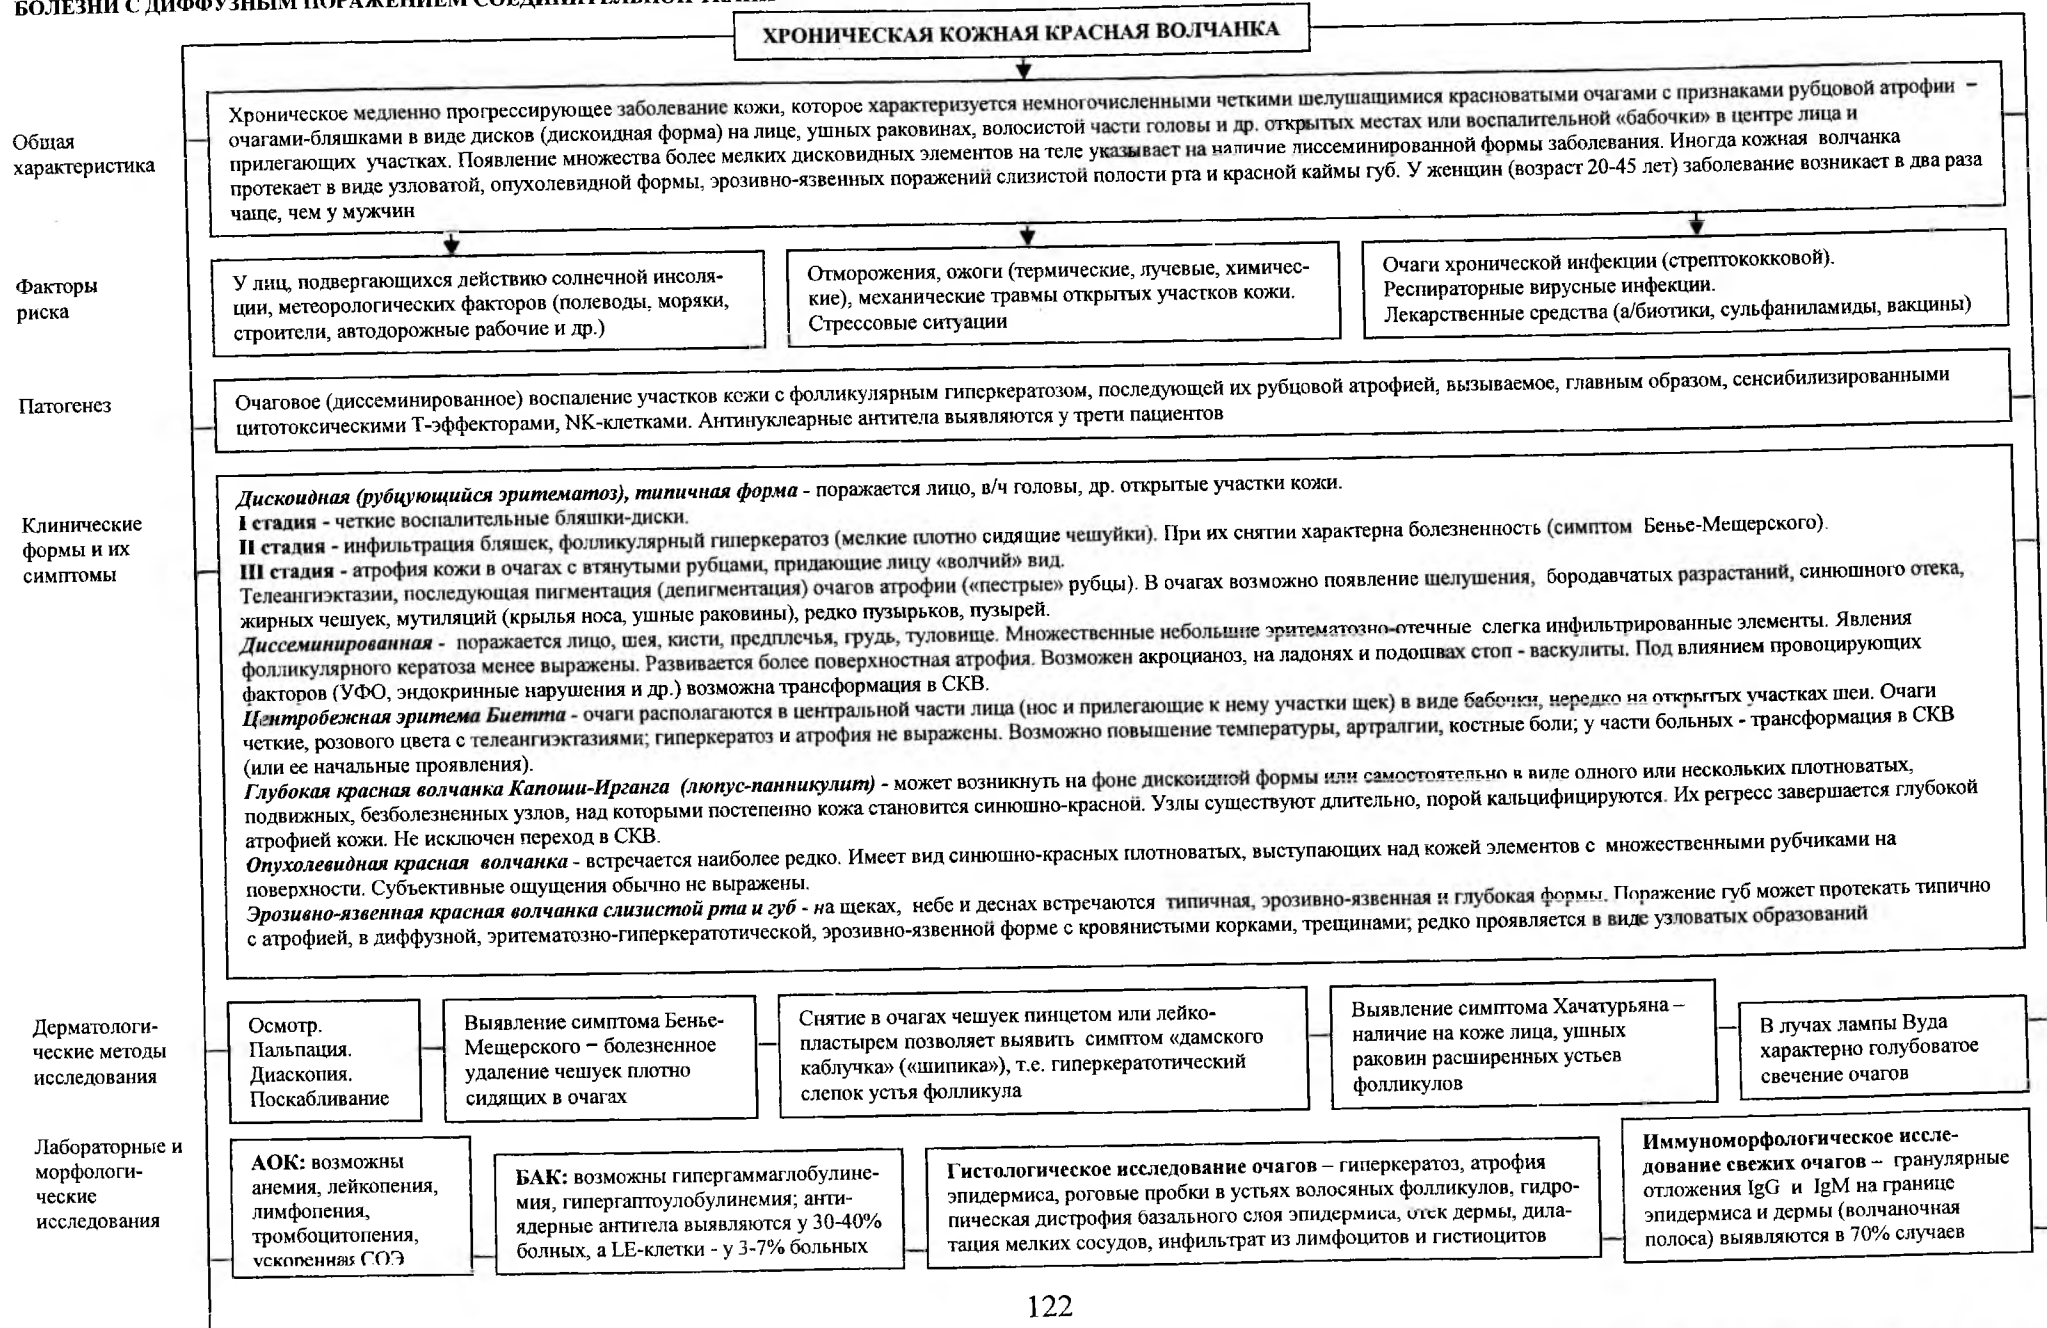 БОЛЕЗНИ С ДИФФУЗНЫМ ПОРАЖЕНИЕМ СОЕДИНИТЕЛЬНОЙ
ХРОНИЧЕСКАЯ КОЖНАЯ КРАСНАЯ ВОЛЧАНКА
Общая
характеристика
Хроническое медленно прогрессирующее заболевание кожи, которое характеризуется немногочисленными четкими шелушащимися красноватыми очагами с признаками рубцовой атрофии –
очагами-бляшками в виде дисков (дискоидная форма) на лице, ушных раковинах, волосистой части головы и др. открытых местах или воспалительной «бабочки» в центре лица и
прилегающих участках. Появление множества более мелких дисковидных элементов на теле указывает на наличие диссеминированной формы заболевания. Иногда кожная волчанка
протекает в виде узловатой, опухолевидной формы, эрозивно-язвенных поражений слизистой полости рта и красной каймы губ. У женщин (возраст 20-45 лет) заболевание возникает в два раза
чаще, чем у мужчин
Факторы
риска
У лиц, подвергающихся действию солнечной инсоля-
ции, метеорологических факторов (полеводы, моряки,
строители, автодорожные рабочие и др.)
Отморожения, ожоги (термические, лучевые, химичес-
кие), механические травмы открытых участков кожи.
Стрессовые ситуации
Очаги хронической инфекции (стрептококковой).
Респираторные вирусные инфекции.
Лекарственные средства (а/биотики, сульфаниламиды, вакцины)
Патогенез
Очаговое (диссеминированное) воспаление участков кожи с фолликулярным гиперкератозом, последующей их рубцовой атрофией, вызываемое, главным образом, сенсибилизированными
цитотоксическими Т-эффекторами, NK-клетками. Антинуклеарные антитела выявляются у трети пациентов
Клинические
формы и их
симптомы
Дискоидная (рубцующийся эритематоз), типичная форма - поражается лицо, в/ч головы, др. открытые участки кожи.
I стадия - четкие воспалительные бляшки-диски.
II стадия - инфильтрация бляшек, фолликулярный гиперкератоз (мелкие плотно сидящие чешуйки). При их снятии характерна болезненность (симптом Бенье-Мещерского).
III стадия - атрофия кожи в очагах с втянутыми рубцами, придающие лицу «волчий» вид.
Телеангиэктазии, последующая пигментация (депигментация) очагов атрофии («пестрые» рубцы). В очагах возможно появление шелушения, бородавчатых разрастаний, синюшного отека,
жирных чешуек, мутиляций (крылья носа, ушные раковины), редко пузырьков, пузырей.
Диссеминированная - поражается лицо, шея, кисти, предплечья, грудь, туловище. Множественные небольшие эритематозно-отечные слегка инфильтрированные элементы. Явления
фолликулярного кератоза менее выражены. Развивается более поверхностная атрофия. Возможен акроцианоз, на ладонях и подошвах стоп - васкулиты. Под влиянием провоцирующих
факторов (УФО, эндокринные нарушения и др.) возможна трансформация в СКВ.
Центробежная эритема Биетта - очаги располагаются в центральной части лица (нос и прилегающие к нему участки щек) в виде бабочки, нередко на открытых участках шеи. Очаги
четкие, розового цвета с телеангиэктазиями; гиперкератоз и атрофия не выражены. Возможно повышение температуры, артралгии, костные боли; у части больных - трансформация в СКВ
(или ее начальные проявления).
Глубокая красная волчанка Капоши-Ирганга (люпус-панникулит) - может возникнуть на фоне дискоидной формы или самостоятельно в виде одного или нескольких плотноватых,
подвижных, безболезненных узлов, над которыми постепенно кожа становится синюшно-красной. Узлы существуют длительно, порой кальцифицируются. Их регресс завершается глубокой
атрофией кожи. Не исключен переход в СКВ.
Опухолевидная красная волчанка - встречается наиболее редко. Имеет вид синюшно-красных плотноватых, выступающих над кожей элементов с множественными рубчиками на
поверхности. Субъективные ощущения обычно не выражены.
Эрозивно-язвенная красная волчанка слизистой рта и губ - на щеках, небе и деснах встречаются типичная, эрозивно-язвенная и глубокая формы. Поражение губ может протекать типично
с атрофией, в диффузной, эритематозно-гиперкератотической, эрозивно-язвенной форме с кровянистыми корками, трещинами; редко проявляется в виде узловатых образований
Дерматологи-
ческие методы
исследования
Осмотр.
Пальпация.
Диаскопия.
Поскабливание
Выявление симптома Бенье-
Мещерского – болезненное
удаление чешуек плотно
сидящих в очагах
Снятие в очагах чешуек пинцетом или лейко-
пластырем позволяет выявить симптом «дамского
каблучка» («шипика»), т.е. гиперкератотический
слепок устья фолликула
Выявление симптома Хачатурьяна –
наличие на коже лица, ушных
раковин расширенных устьев
фолликулов
В лучах лампы Вуда
характерно голубоватое
свечение очагов
Лабораторные и
морфологи-
ческие
исследования
АОК: возможны
анемия, лейкопения,
лимфопения,
тромбоцитопения,
ускоренная СОЭ
БАК: возможны гипергаммаглобулине-
мия, гипергаптоулобулинемия; анти-
ядерные антитела выявляются у 30-40%
болных, а LE-клетки - у 3-7% больных
Гистологическое исследование очагов – гиперкератоз, атрофия
эпидермиса, роговые пробки в устьях волосяных фолликулов, гидро-
пическая дистрофия базального слоя эпидермиса, отек дермы, дила-
тация мелких сосудов, инфильтрат из лимфоцитов и гистиоцитов
Иммуноморфологическое иссле-
дование свежих очагов – гранулярные
отложения IgG и IgM на границе
эпидермиса и дермы (волчаночная
полоса) выявляются в 70% случаев
122